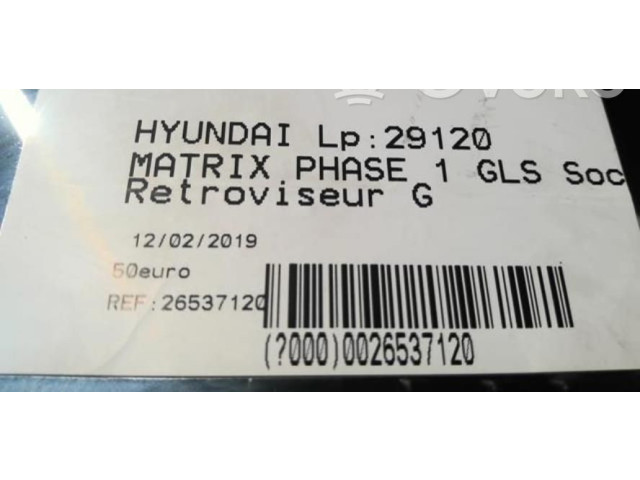 HYUNDAI Lp:29120
MATRIX PHASE 1 GLS Soc
Retroviseur G
12/02/2019
50euro
REF:26537120
(?000)0026537120